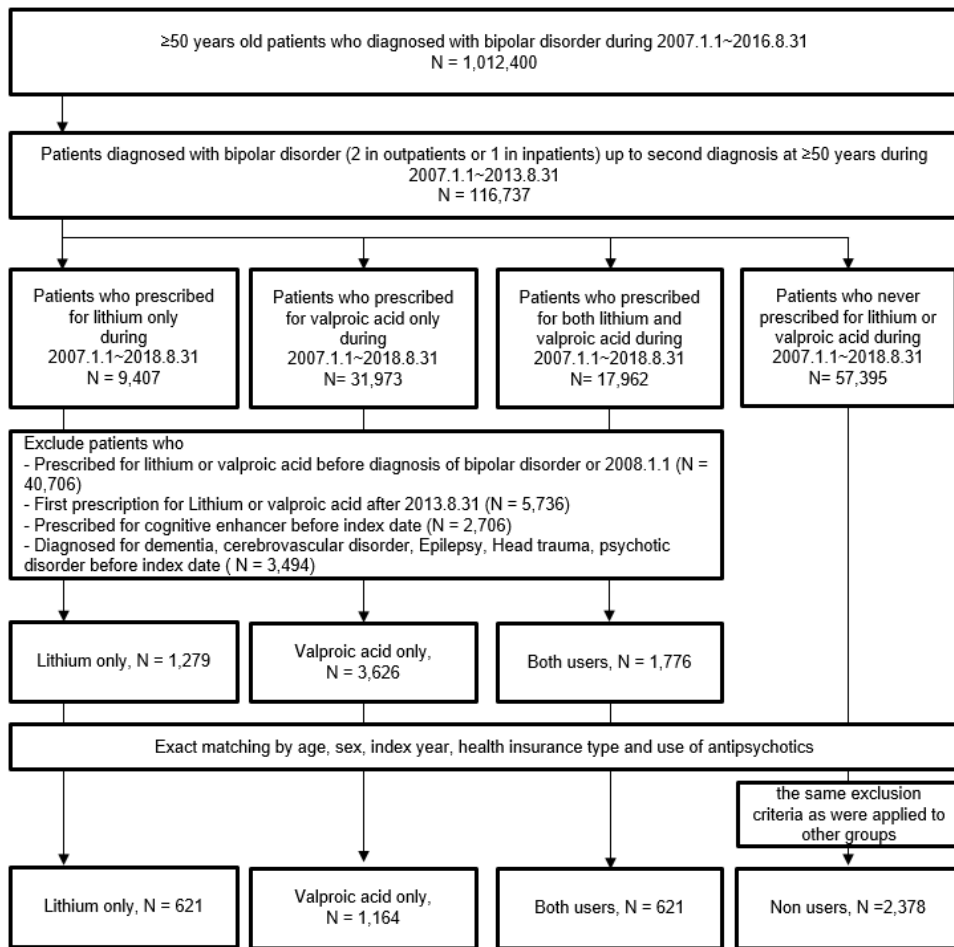 ≥50 years old patients who diagnosed with bipolar disorder during 2007.1.1~2016.8.31
N = 1,012,400
Patients diagnosed with bipolar disorder (2 in outpatients or 1 in inpatients) up to second diagnosis at ≥50 years during
2007.1.1~2013.8.31
N = 116,737
Patients who prescribed
for lithium only
during
2007.1.1~2018.8.31
N = 9,407
Patients who prescribed
for valproic acid only
during
2007.1.1~2018.8.31
N= 31,973
Patients who prescribed
for both lithium and
valproic acid during
2007.1.1~2018.8.31
N= 17,962
Patients who never
prescribed for lithium or
valproic acid during
2007.1.1~2018.8.31
N= 57,395
Exclude patients who
- Prescribed for lithium or valproic acid before diagnosis of bipolar disorder or 2008.1.1 (N =
40,706)
- First prescription for Lithium or valproic acid after 2013.8.31 (N = 5,736)
- Prescribed for cognitive enhancer before index date (N = 2,706)
- Diagnosed for dementia, cerebrovascular disorder, Epilepsy, Head trauma, psychotic
disorder before index date ( N = 3,494)
Lithium only, N = 1,279
Valproic acid only,
N = 3,626
Both users, N = 1,776
Exact matching by age, sex, index year, health insurance type and use of antipsychotics
the same exclusion
criteria as were applied to
other groups
Lithium only, N = 621
Valproic acid only,
N = 1,164
Both users, N = 621
Non users, N =2,378